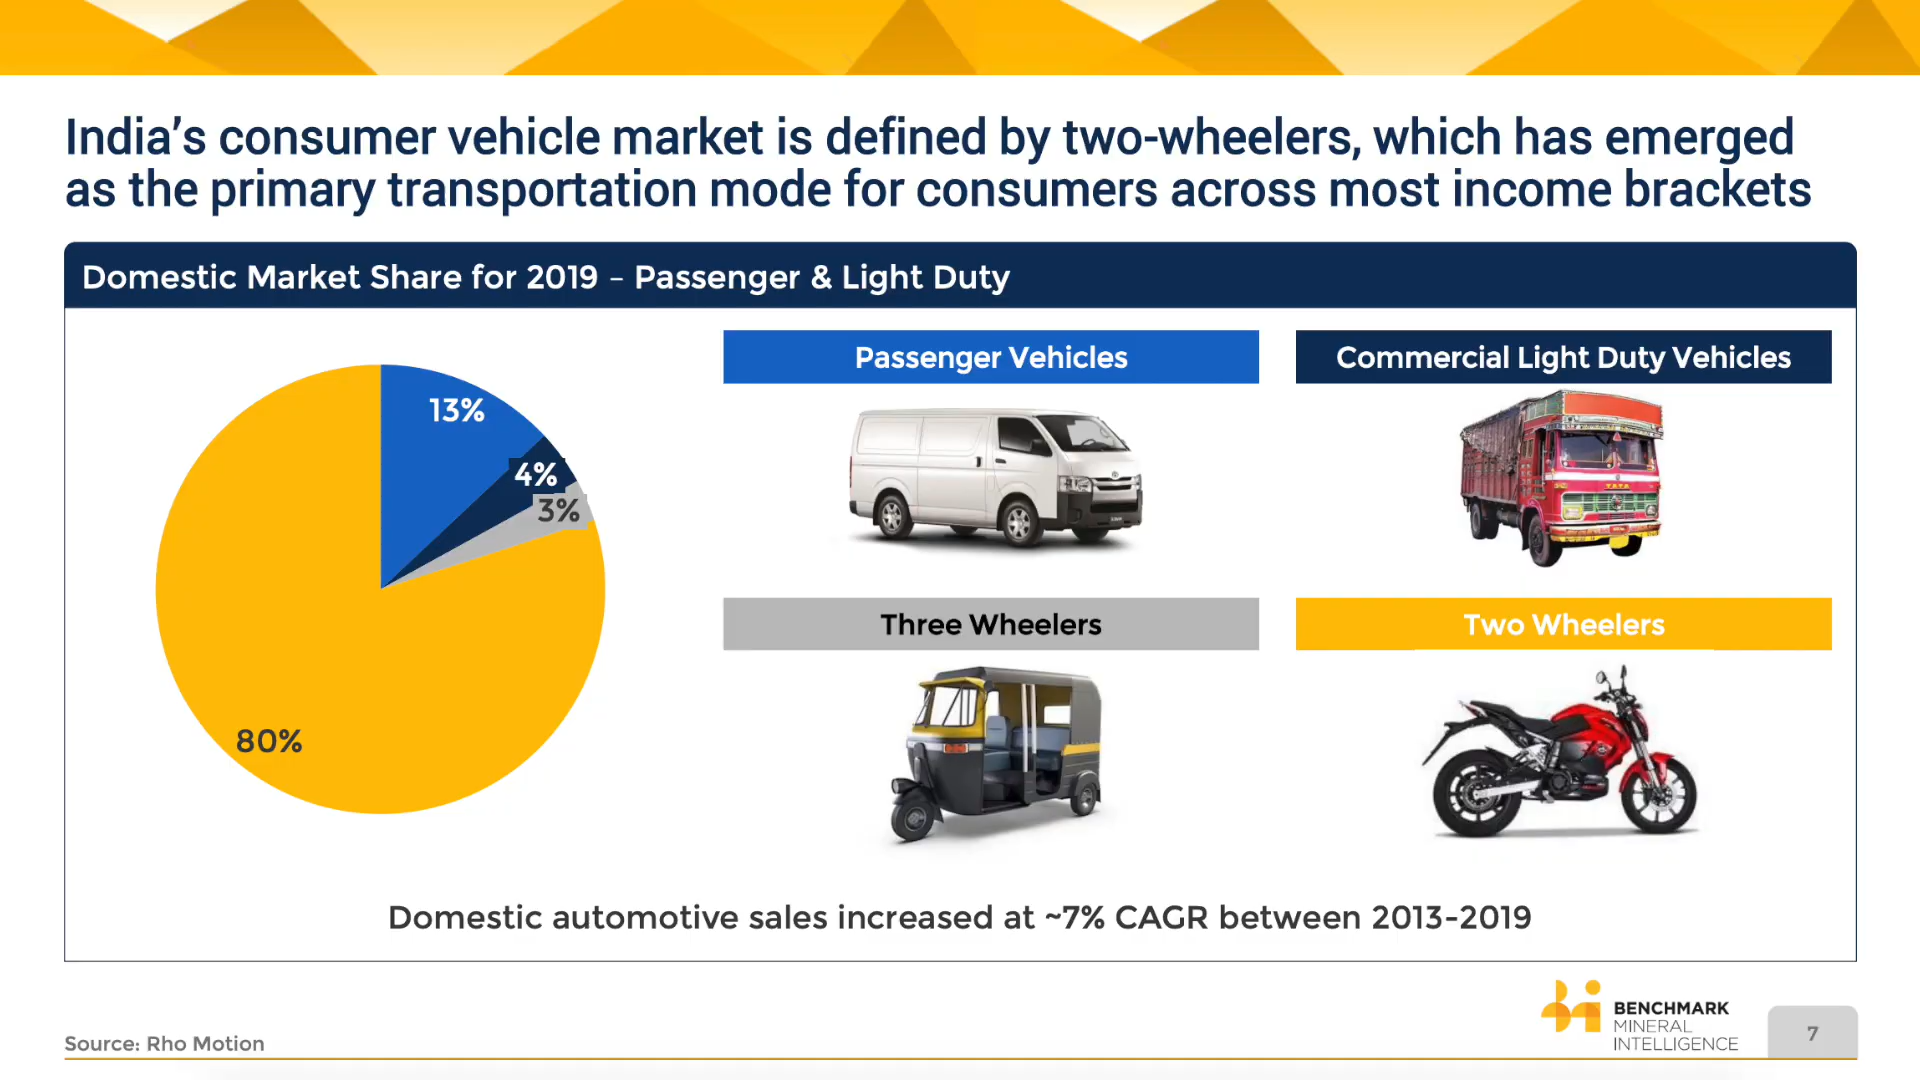 India's consumer vehicle market is defined by two-wheelers, which has emerged
as the primary transportation mode for consumers across most income brackets
Domestic Market Share for 2019 – Passenger & Light Duty
13%
4%
3%
80%
Passenger Vehicles
Commercial Light Duty Vehicles
TATA
Three Wheelers
Two Wheelers
Domestic automotive sales increased at ~7% CAGR between 2013-2019
Source: Rho Motion
BENCHMARK
MINERAL
INTELLIGENCE
7